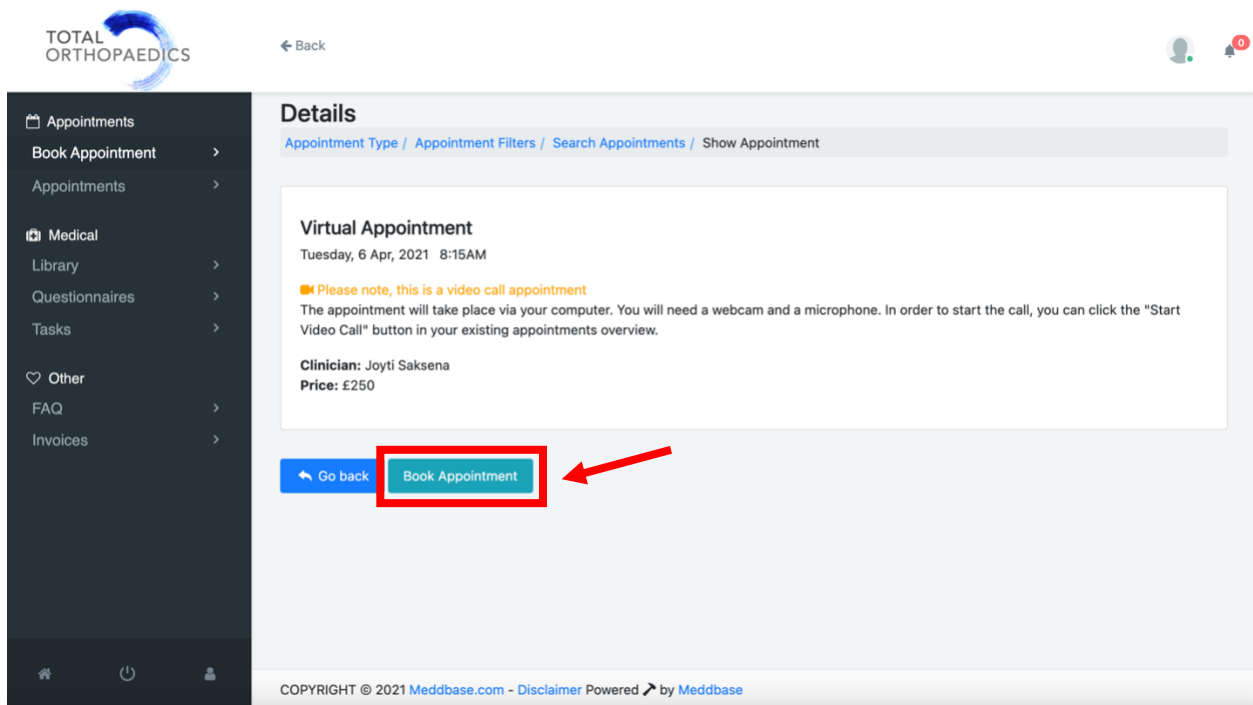 TOTAL
ORTHOPAEDICS
Back
0
Appointments
Book Appointment
Appointments
Medical
Library
Questionnaires
Tasks
Other
FAQ
Invoices
Details
Appointment Type / Appointment Filters / Search Appointments / Show Appointment
Virtual Appointment
Tuesday, 6 Apr, 2021 8:15AM
Please note, this is a video call appointment
The appointment will take place via your computer. You will need a webcam and a microphone. In order to start the call, you can click the "Start
Video Call" button in your existing appointments overview.
Clinician: Joyti Saksena
Price: £250
Go back
Book Appointment
COPYRIGHT © 2021 Meddbase.com - Disclaimer Powered by Meddbase